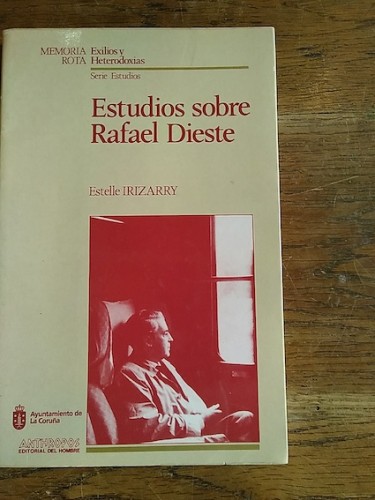 MEMORIA Exilios y
ROTA Heterodoxias
Serie Estudios
Estudios sobre
Rafael Dieste
Estelle IRIZARRY
Ayuntamiento de
La Coruña
ANTHROPOS
EDITORIAL DEL HOMBRE